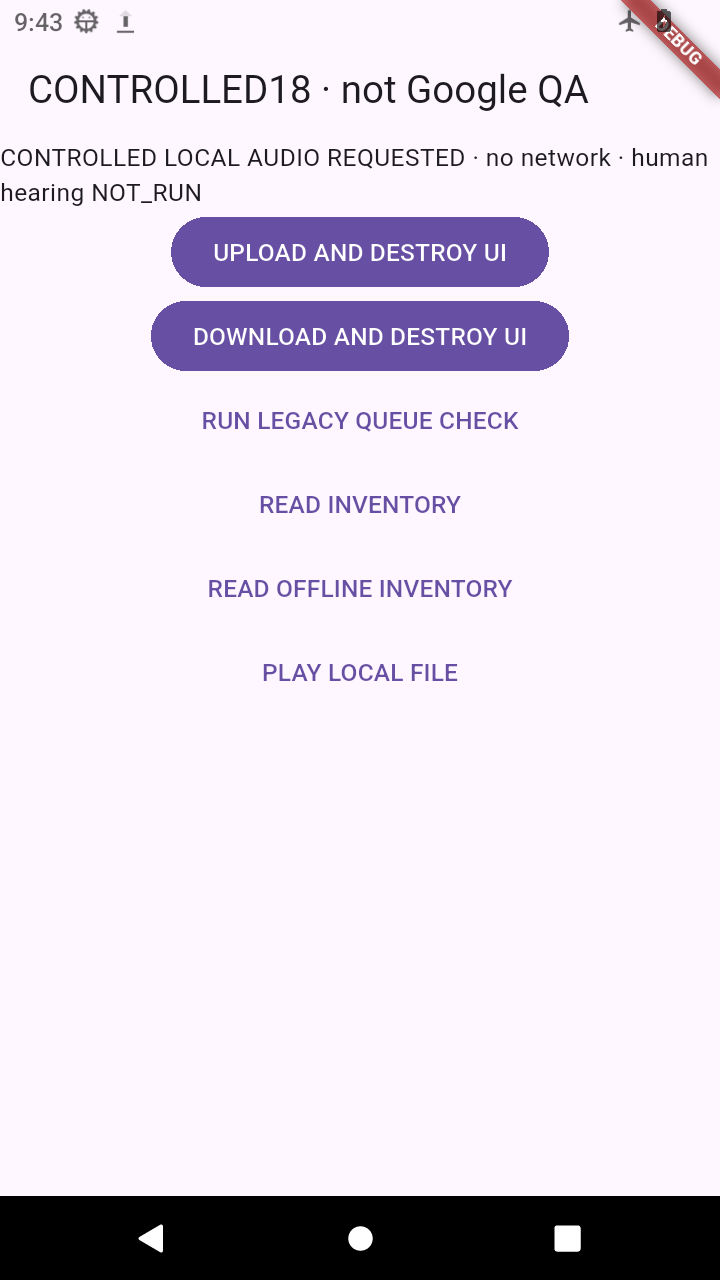 9:43
DEBUG
CONTROLLED18 · not Google QA
CONTROLLED LOCAL AUDIO REQUESTED · no network · human
hearing NOT_RUN
UPLOAD AND DESTROY UI
DOWNLOAD AND DESTROY UI
RUN LEGACY QUEUE CHECK
READ INVENTORY
READ OFFLINE INVENTORY
PLAY LOCAL FILE